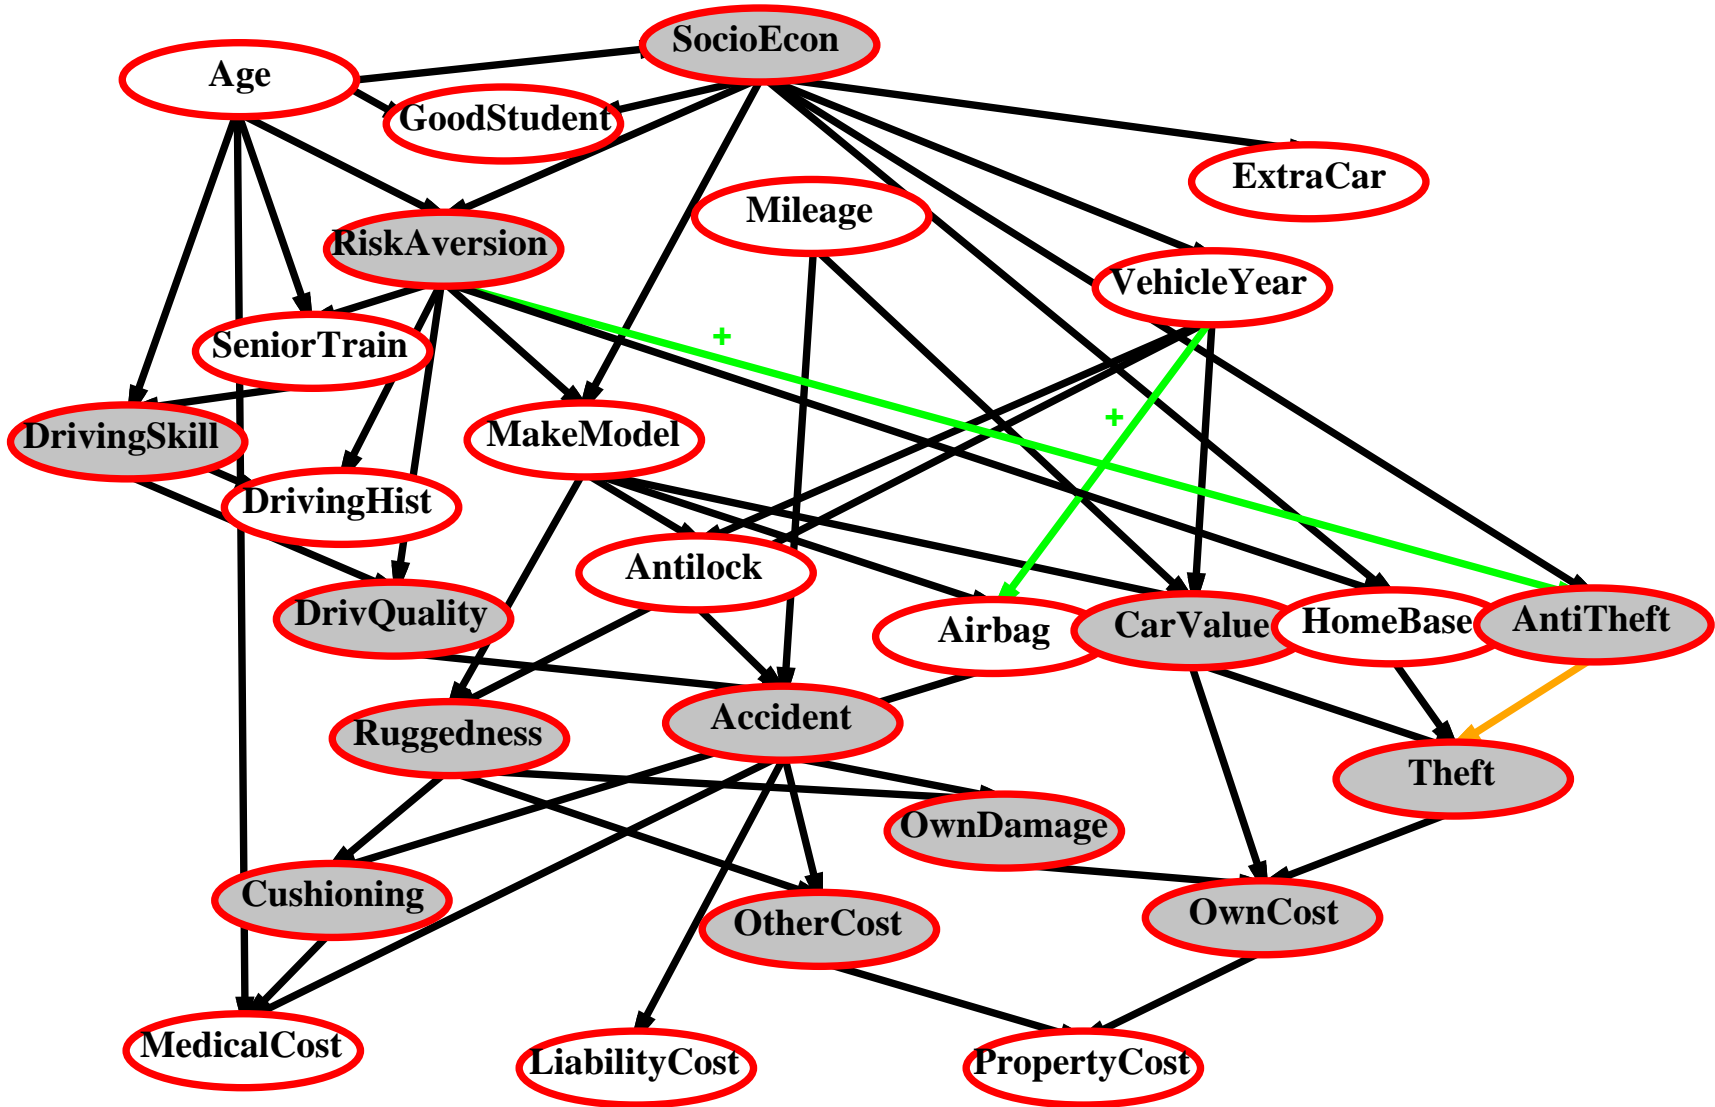 SocioEcon
Age
GoodStudent
ExtraCar
Mileage
RiskAversion
VehicleYear
+
SeniorTrain
+
DrivingSkill
MakeModel
DrivingHist
Antilock
DrivQuality
Airbag
CarValue
HomeBase
AntiTheft
Ruggedness
Accident
Theft
OwnDamage
Cushioning
OtherCost
OwnCost
MedicalCost
LiabilityCost
PropertyCost